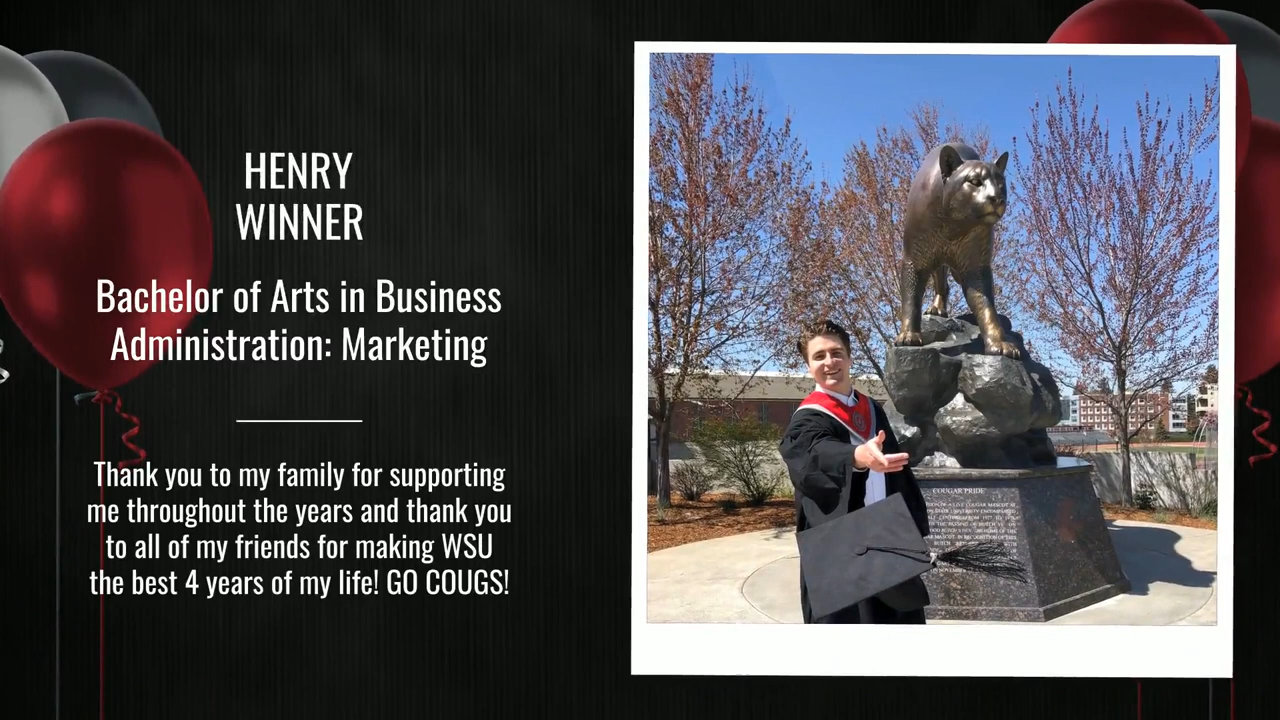 HENRY
WINNER
Bachelor of Arts in Business
Administration: Marketing
Thank you to my family for supporting
me throughout the years and thank you
to all of my friends for making WSU
the best 4 years of my life! GO COUGS!
COUGAR PRIDE